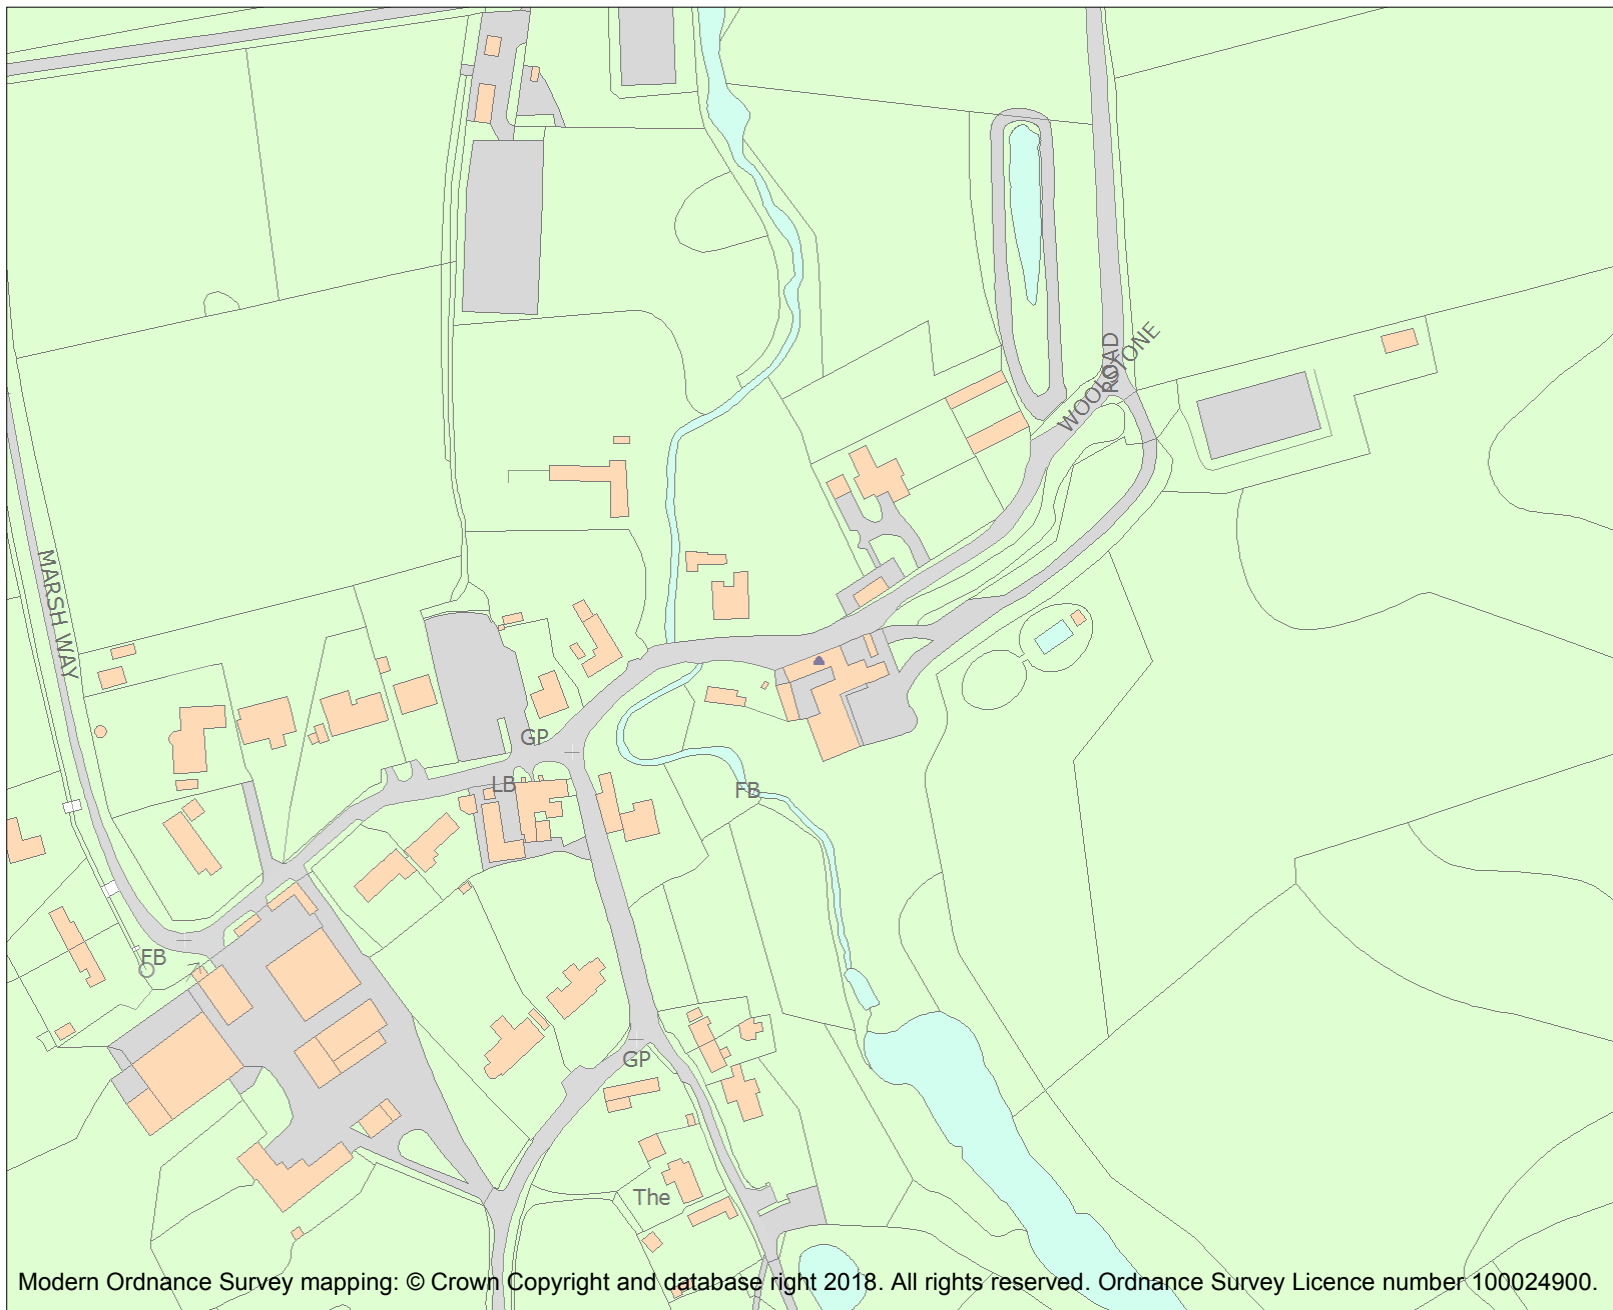 WOOLSTONE
ROAD
MARSH WAY
GP
LB
FB
FB
GP
The
Modern Ordnance Survey mapping: © Crown Copyright and database right 2018. All rights reserved. Ordnance Survey Licence number 100024900.